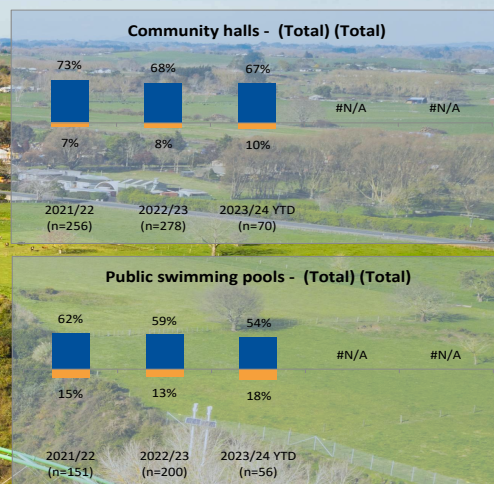 Community halls - (Total) (Total)
73% 68% 67% #N/A #N/A
7% 8% 10%
2021/22 2022/23 2023/24 YTD
(n=256) (n=278) (n=70)
Public swimming pools - (Total) (Total)
62% 59% 54% #N/A #N/A
15% 13% 18%
2021/22 2022/23 2023/24 YTD
(n=151) (n=200) (n=56)